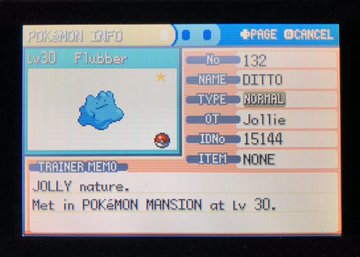 POKéMON INFO
PAGE CANCEL
Lv30 Flubber
No 132
NAME DITTO
TYPE NORMAL
OT Jollie
IDNo 15144
ITEM NONE
TRAINER MEMO
JOLLY nature.
Met in POKéMON MANSION at Lv 30.